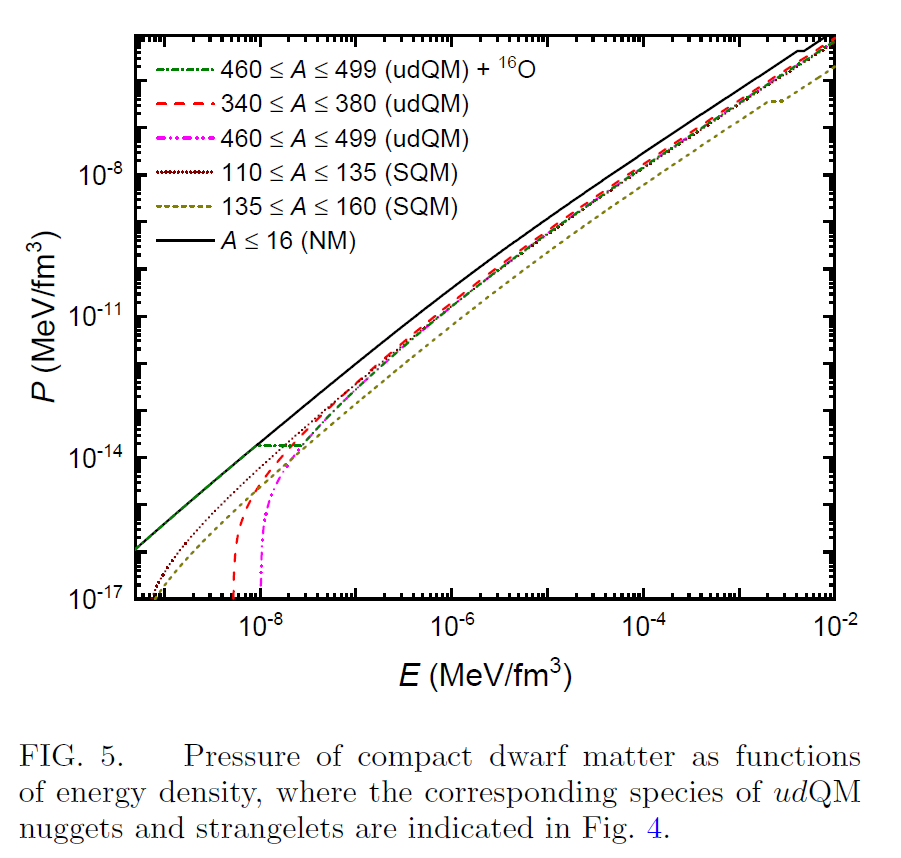 460 ≤ A ≤ 499 (udQM) + ¹⁶O
340 ≤ A ≤ 380 (udQM)
460 ≤ A ≤ 499 (udQM)
110 ≤ A ≤ 135 (SQM)
135 ≤ A ≤ 160 (SQM)
A ≤ 16 (NM)
P (MeV/fm³)
10⁻⁸
10⁻¹¹
10⁻¹⁴
10⁻¹⁷
10⁻⁸ 10⁻⁶ 10⁻⁴ 10⁻²
E (MeV/fm³)
FIG. 5. Pressure of compact dwarf matter as functions
of energy density, where the corresponding species of udQM
nuggets and strangelets are indicated in Fig. 4.